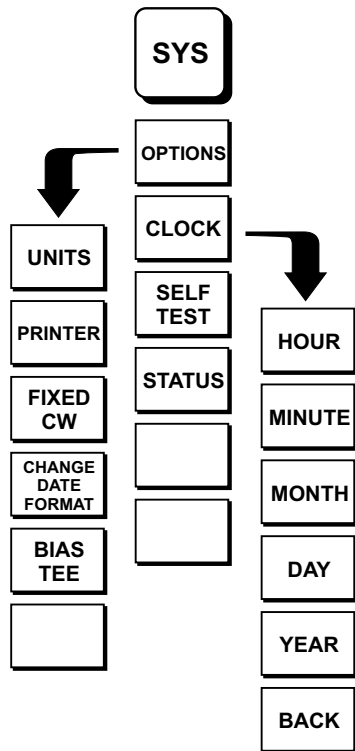 SYS
OPTIONS
CLOCK
SELF
TEST
STATUS
UNITS
PRINTER
FIXED
CW
CHANGE
DATE
FORMAT
BIAS
TEE
HOUR
MINUTE
MONTH
DAY
YEAR
BACK